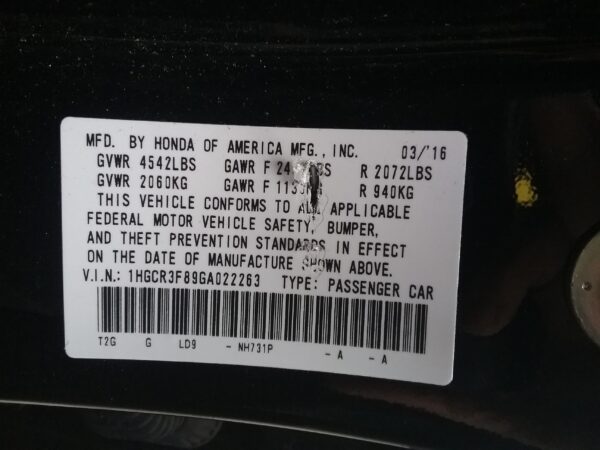 MFD. BY HONDA OF AMERICA MFG., INC. 03/'16
GVWR 4542LBS GAWR F R 2072LBS
GVWR 2060KG GAWR F R 940KG
THIS VEHICLE CONFORMS TO ALL APPLICABLE
FEDERAL MOTOR VEHICLE SAFETY, BUMPER,
AND THEFT PREVENTION STANDARDS IN EFFECT
ON THE DATE OF MANUFACTURE SHOWN ABOVE.
V.I.N.: 1HGCR3F89GA022263 TYPE: PASSENGER CAR
T2G G LD9 - NH731P - A - A